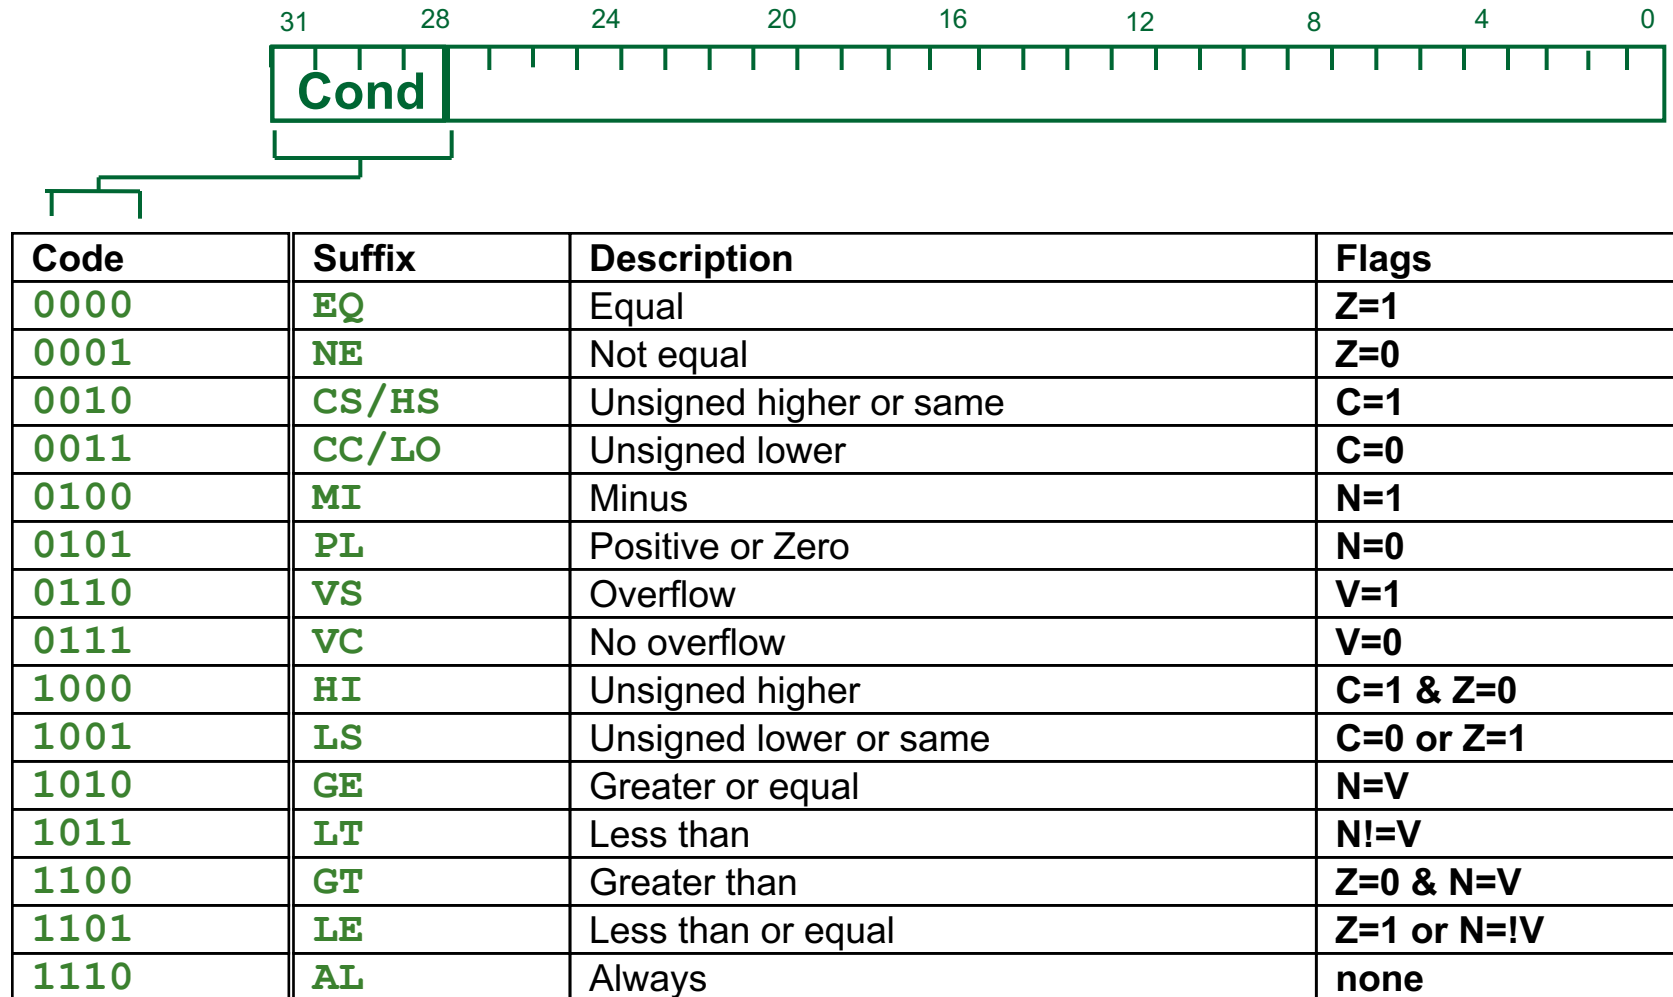 31 28 24 20 16 12 8 4 0
Cond
Code Suffix Description Flags
0000 EQ Equal Z=1
0001 NE Not equal Z=0
0010 CS/HS Unsigned higher or same C=1
0011 CC/LO Unsigned lower C=0
0100 MI Minus N=1
0101 PL Positive or Zero N=0
0110 VS Overflow V=1
0111 VC No overflow V=0
1000 HI Unsigned higher C=1 & Z=0
1001 LS Unsigned lower or same C=0 or Z=1
1010 GE Greater or equal N=V
1011 LT Less than N!=V
1100 GT Greater than Z=0 & N=V
1101 LE Less than or equal Z=1 or N=!V
1110 AL Always none